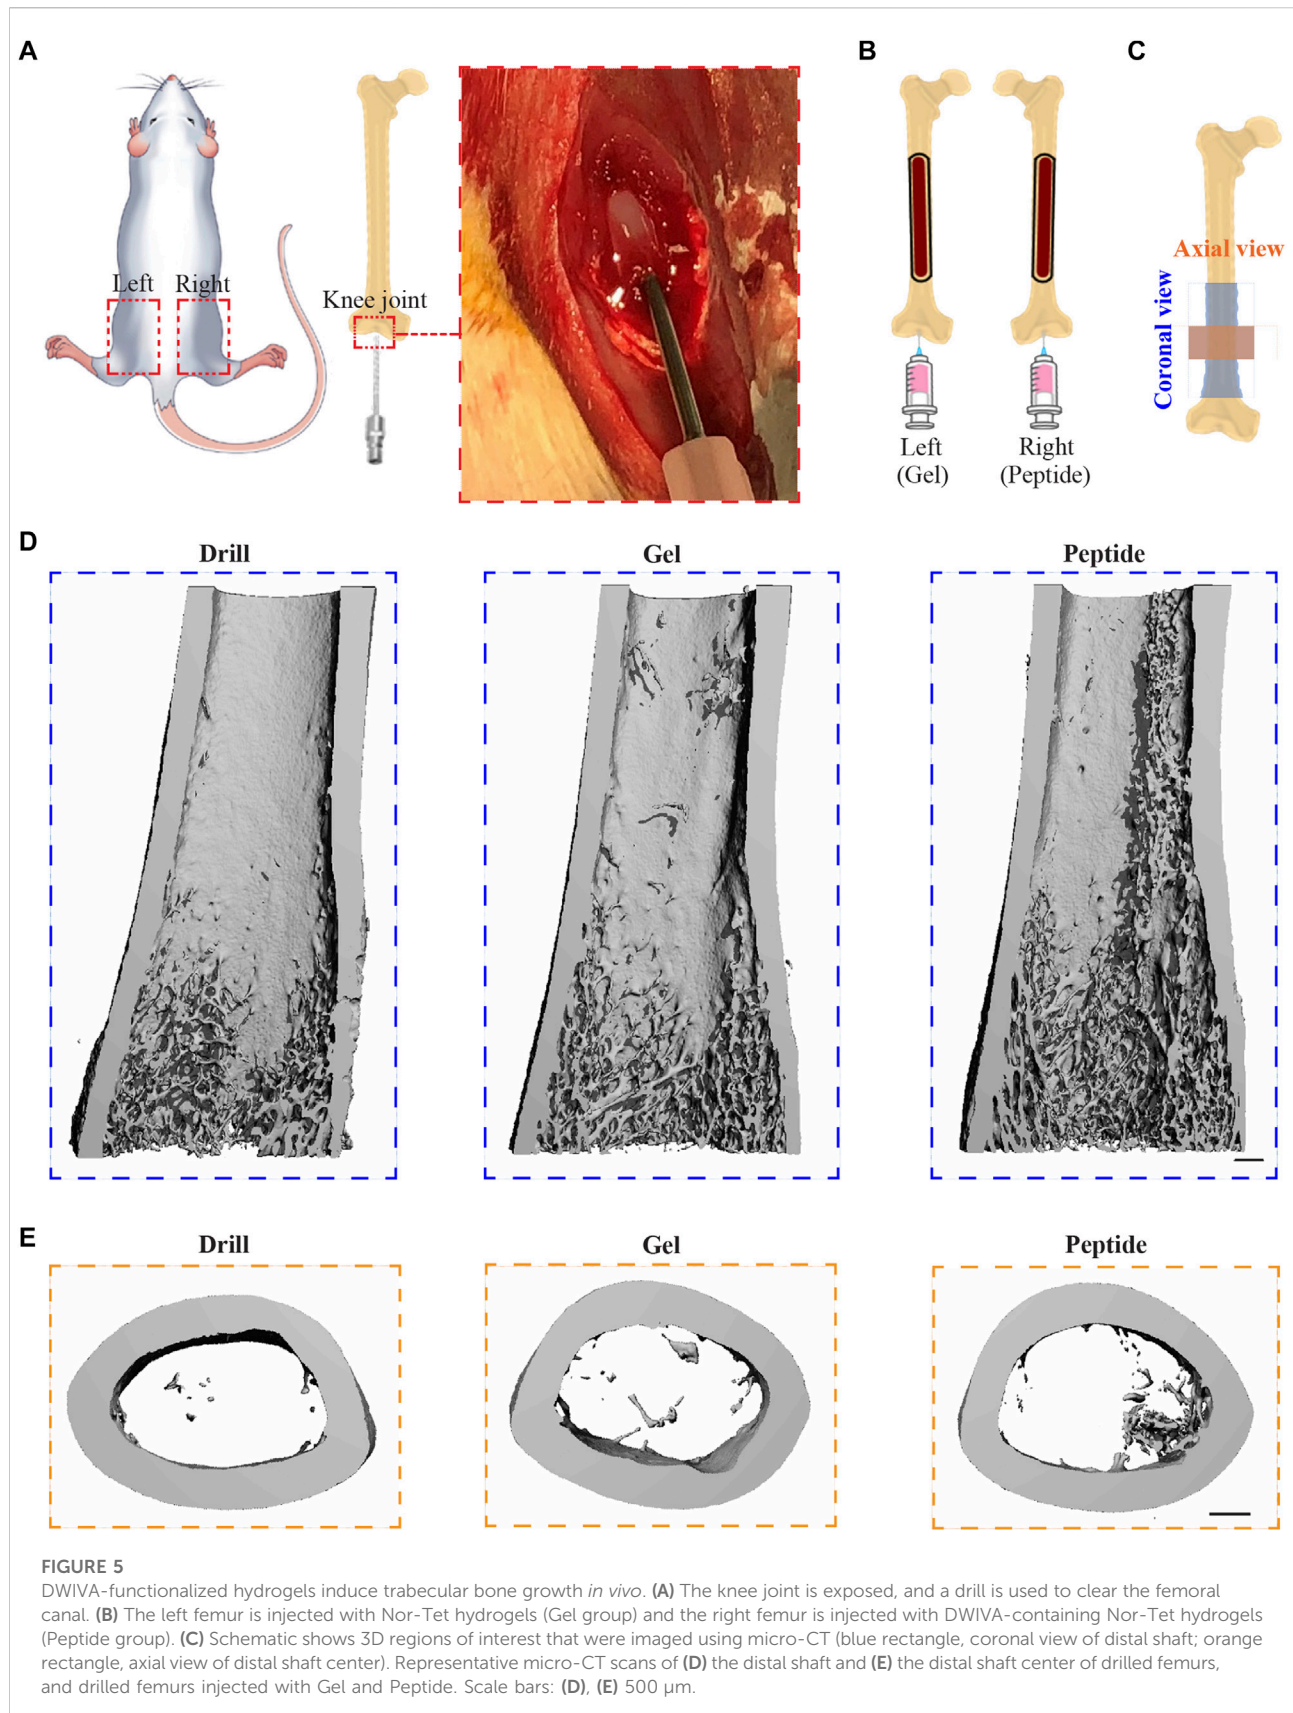 A
B
C
Left
Right
Knee joint
Left
(Gel)
Right
(Peptide)
Axial view
Coronal view
D
Drill
Gel
Peptide
E
Drill
Gel
Peptide
FIGURE 5
DWIVA-functionalized hydrogels induce trabecular bone growth in vivo. (A) The knee joint is exposed, and a drill is used to clear the femoral
canal. (B) The left femur is injected with Nor-Tet hydrogels (Gel group) and the right femur is injected with DWIVA-containing Nor-Tet hydrogels
(Peptide group). (C) Schematic shows 3D regions of interest that were imaged using micro-CT (blue rectangle, coronal view of distal shaft; orange
rectangle, axial view of distal shaft center). Representative micro-CT scans of (D) the distal shaft and (E) the distal shaft center of drilled femurs,
and drilled femurs injected with Gel and Peptide. Scale bars: (D), (E) 500 µm.